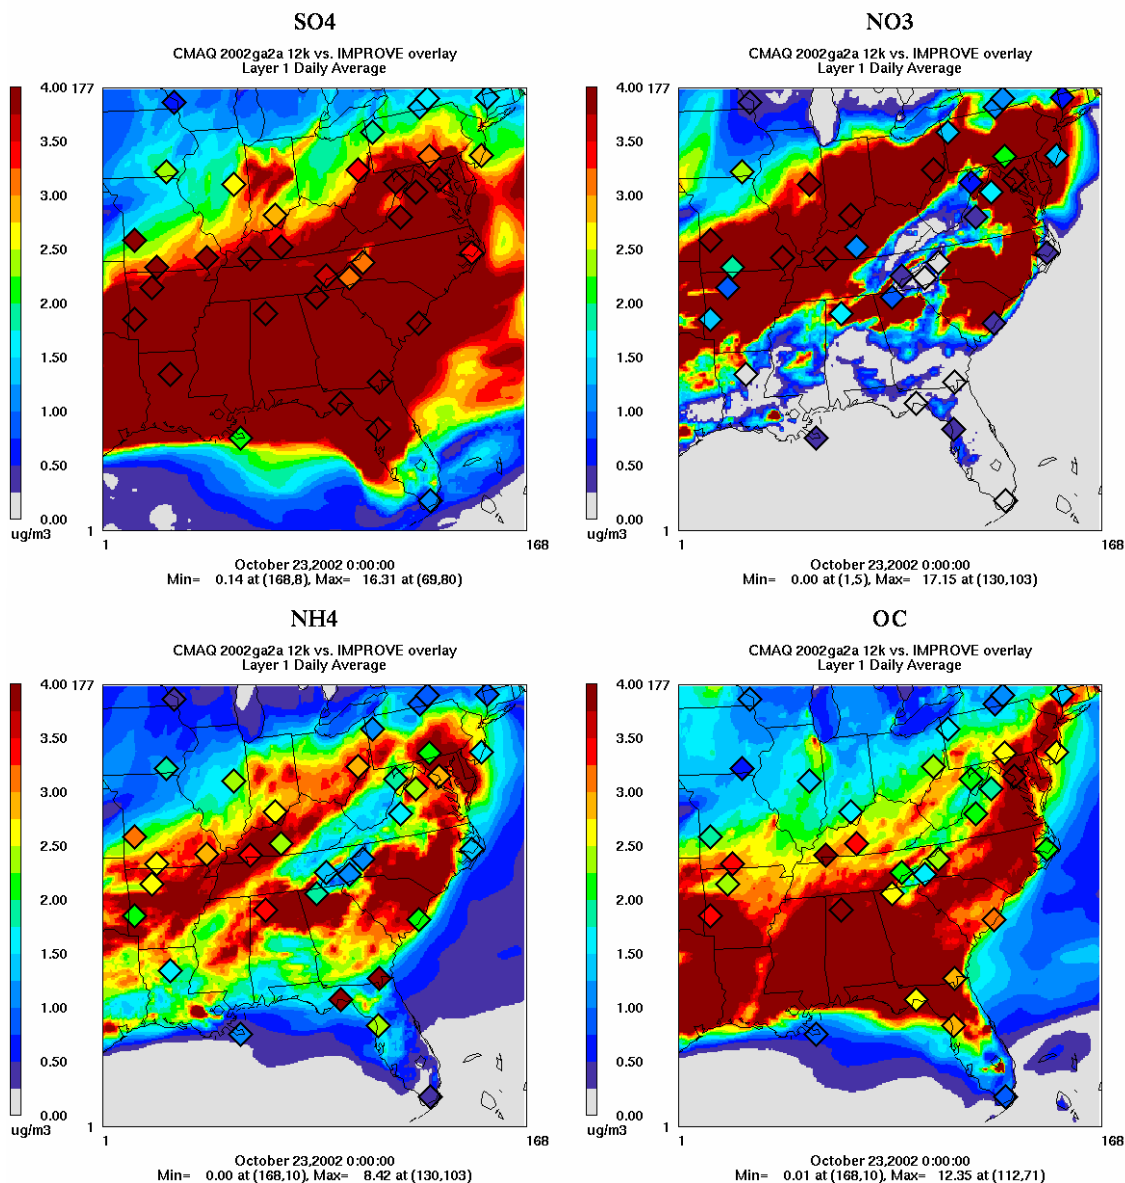 SO4
CMAQ 2002ga2a 12k vs. IMPROVE overlay
Layer 1 Daily Average
4.00
3.50
3.00
2.50
2.00
1.50
1.00
0.50
0.00
ug/m3
177
1
1
168
October 23,2002 0:00:00
Min= 0.14 at (168,8), Max= 16.31 at (69,80)
NO3
CMAQ 2002ga2a 12k vs. IMPROVE overlay
Layer 1 Daily Average
4.00
3.50
3.00
2.50
2.00
1.50
1.00
0.50
0.00
ug/m3
177
1
1
168
October 23,2002 0:00:00
Min= 0.00 at (1,5), Max= 17.15 at (130,103)
NH4
CMAQ 2002ga2a 12k vs. IMPROVE overlay
Layer 1 Daily Average
4.00
3.50
3.00
2.50
2.00
1.50
1.00
0.50
0.00
ug/m3
177
1
1
168
October 23,2002 0:00:00
Min= 0.00 at (168,10), Max= 8.42 at (130,103)
OC
CMAQ 2002ga2a 12k vs. IMPROVE overlay
Layer 1 Daily Average
4.00
3.50
3.00
2.50
2.00
1.50
1.00
0.50
0.00
ug/m3
177
1
1
168
October 23,2002 0:00:00
Min= 0.01 at (168,10), Max= 12.35 at (112,71)